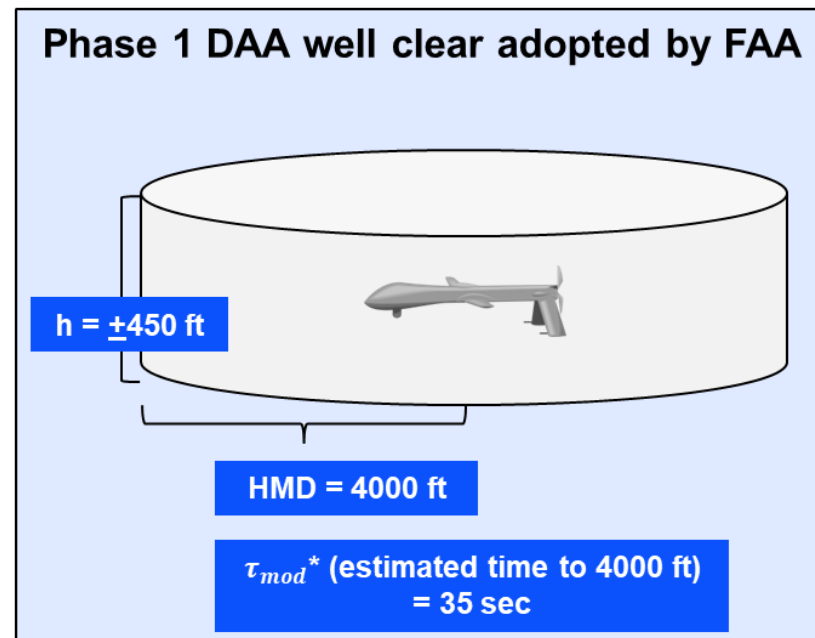 Phase 1 DAA well clear adopted by FAA
h = ±450 ft
HMD = 4000 ft
τmod* (estimated time to 4000 ft)
= 35 sec